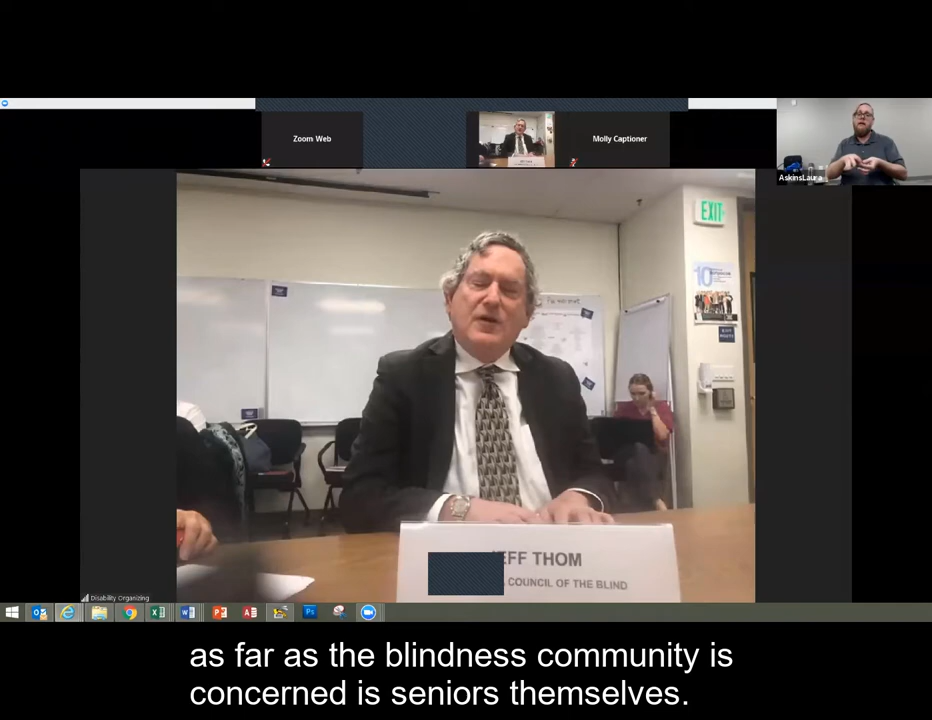 Zoom Web
Molly Captioner
AskinsLaura
EXIT
10
EFF THOM
COUNCIL OF THE BLIND
Disability Organizing
as far as the blindness community is
concerned is seniors themselves.